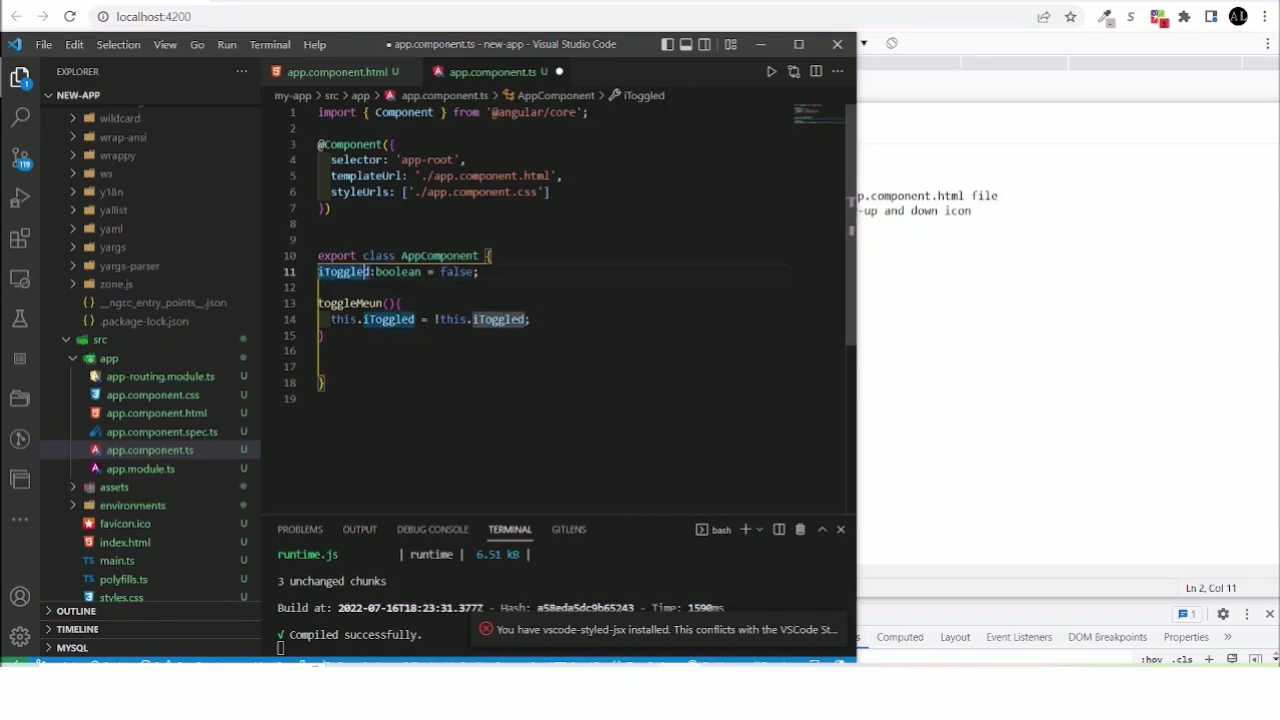 localhost:4200
S
AL
File Edit Selection View Go Run Terminal Help
● app.component.ts - new-app - Visual Studio Code
EXPLORER
app.component.html U
app.component.ts U
NEW-APP
my-app > src > app > app.component.ts > AppComponent > iToggled
wildcard
wrap-ansi
wrappy
ws
y18n
yallist
yaml
yargs
yargs-parser
zone.js
__ngcc_entry_points__.json
.package-lock.json
src
app
app-routing.module.ts U
app.component.css U
app.component.html U
app.component.spec.ts U
app.component.ts U
app.module.ts U
assets
environments
favicon.ico U
index.html U
main.ts U
polyfills.ts U
styles.css U
OUTLINE
TIMELINE
MYSQL
1
119
1 import { Component } from '@angular/core';
2
3 @Component({
4 selector: 'app-root',
5 templateUrl: './app.component.html',
6 styleUrls: ['./app.component.css']
7 })
8
9
10 export class AppComponent {
11 iToggled:boolean = false;
12
13 toggleMeun(){
14 this.iToggled = !this.iToggled;
15 }
16
17
18 }
19
PROBLEMS OUTPUT DEBUG CONSOLE TERMINAL GITLENS
bash
runtime.js | runtime | 6.51 kB |
3 unchanged chunks
Build at: 2022-07-16T18:23:31.377Z - Hash: a58eda5dc9b65243 - Time: 1590ms
√ Compiled successfully.
You have vscode-styled-jsx installed. This conflicts with the VSCode St...
p.component.html file
-up and down icon
Ln 2, Col 11
1
Computed Layout Event Listeners DOM Breakpoints Properties
:hov .cls